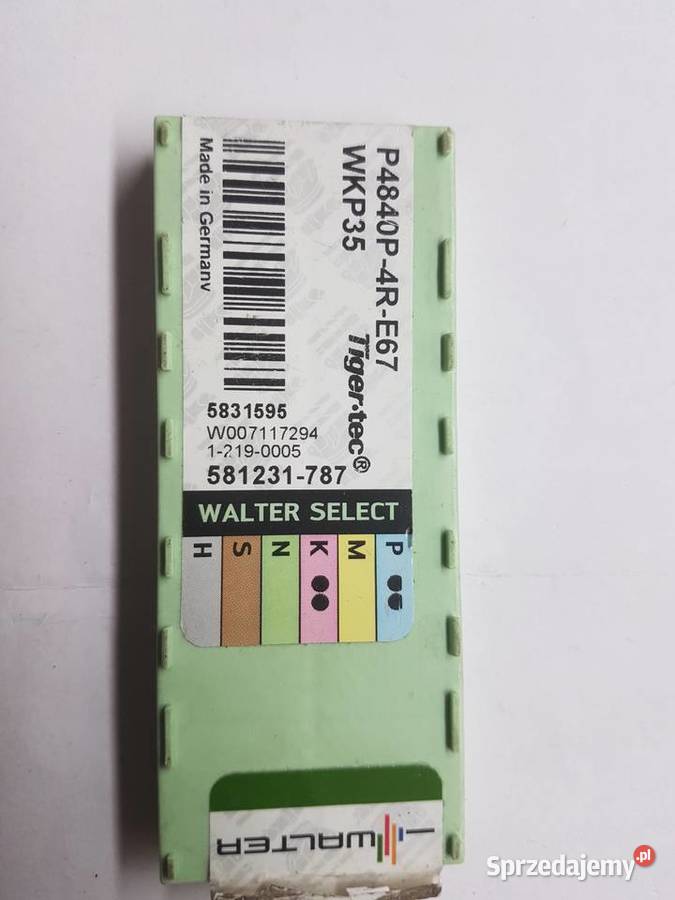 P4840P-4R-E67
WKP35
Tiger·tec®
Made in Germany
5831595
W007117294
1-219-0005
581231-787
WALTER SELECT
P
M
K
N
S
H
WALTER
Sprzedajemy.pl